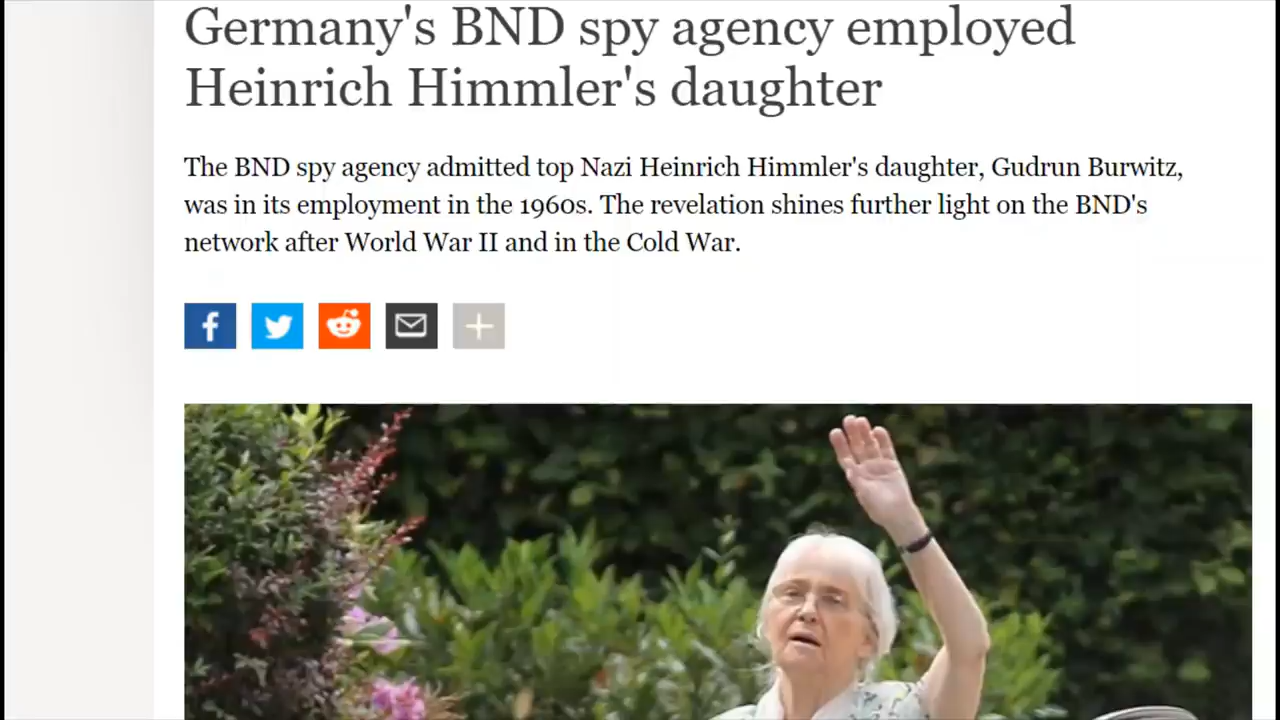 Germany's BND spy agency employed
Heinrich Himmler's daughter
The BND spy agency admitted top Nazi Heinrich Himmler's daughter, Gudrun Burwitz,
was in its employment in the 1960s. The revelation shines further light on the BND's
network after World War II and in the Cold War.